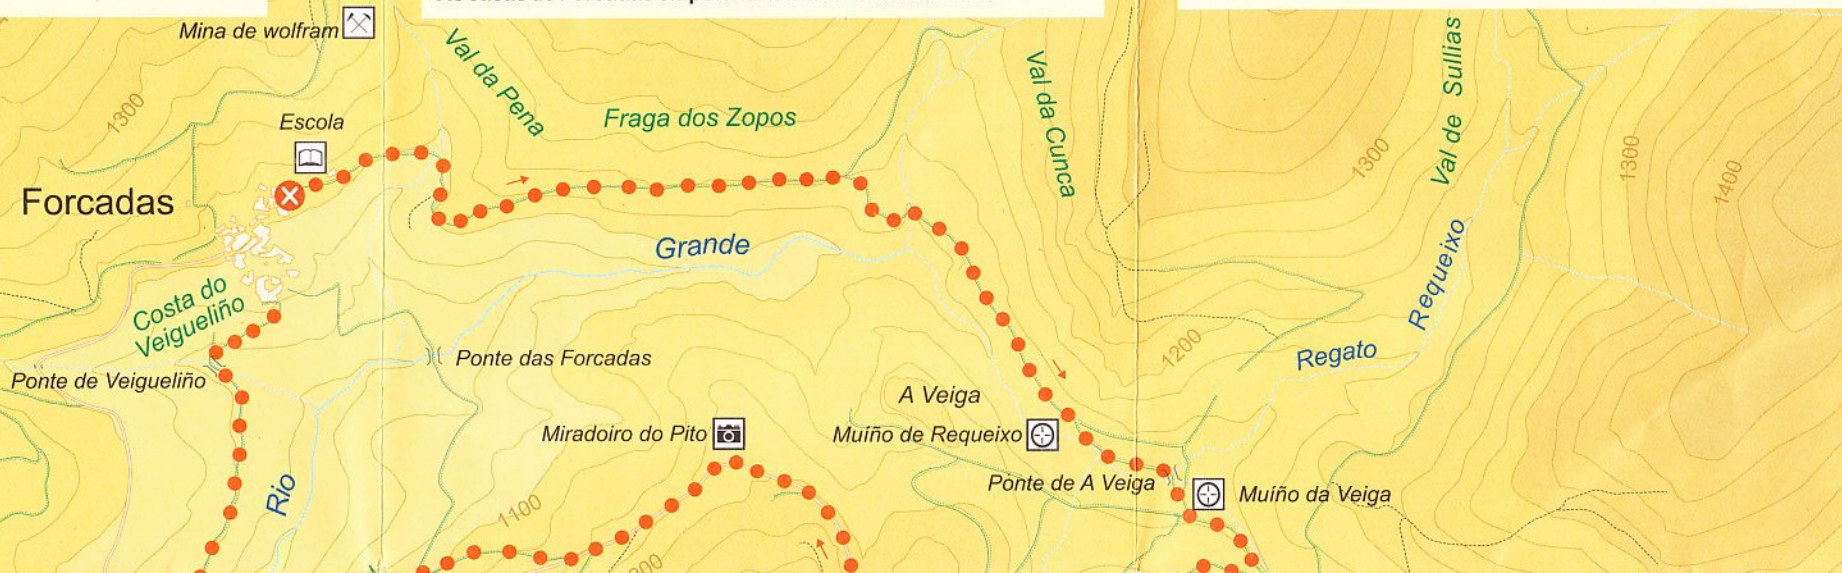 Mina de wolfram
Val da Pena
Val da Cunca
Val de Sullias
1300
Escola
Fraga dos Zopos
1300
1300
1400
Forcadas
Grande
Requeixo
Costa do
Veigueliño
1200
Regato
Ponte das Forcadas
Ponte de Veigueliño
A Veiga
Miradoiro do Pito
Muíño de Requeixo
Ponte de A Veiga
Muíño da Veiga
Rio
1100